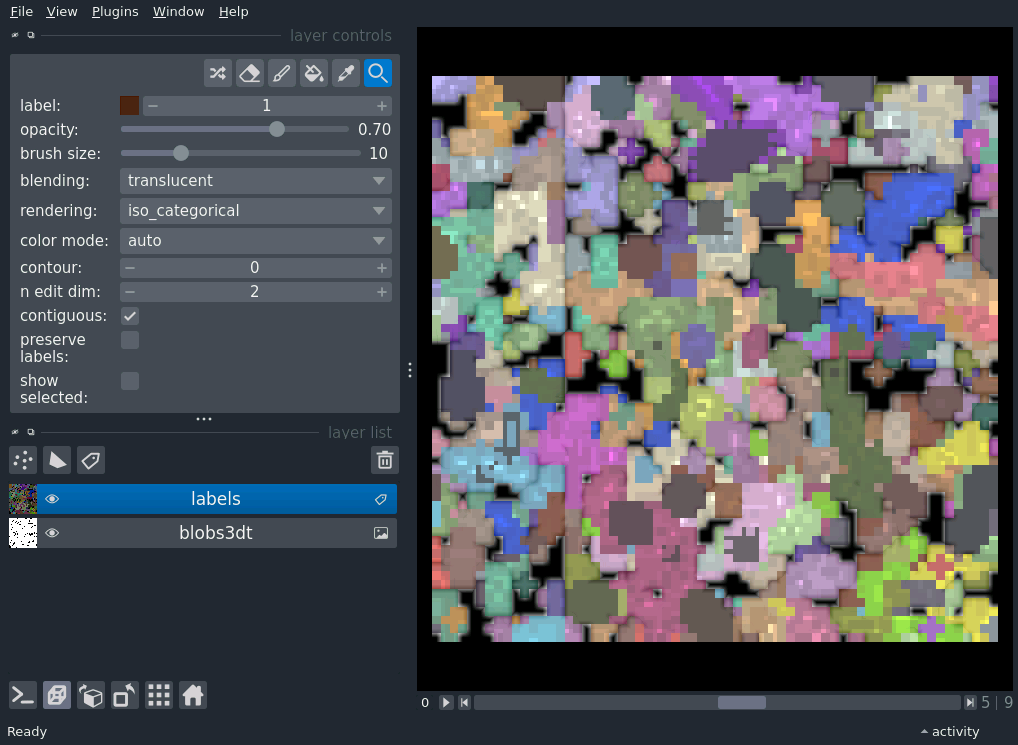 File View Plugins Window Help
layer controls
label: 1
opacity: 0.70
brush size: 10
blending: translucent
rendering: iso_categorical
color mode: auto
contour: 0
n edit dim: 2
contiguous:
preserve
labels:
show
selected:
layer list
labels
blobs3dt
0 5 | 9
Ready activity